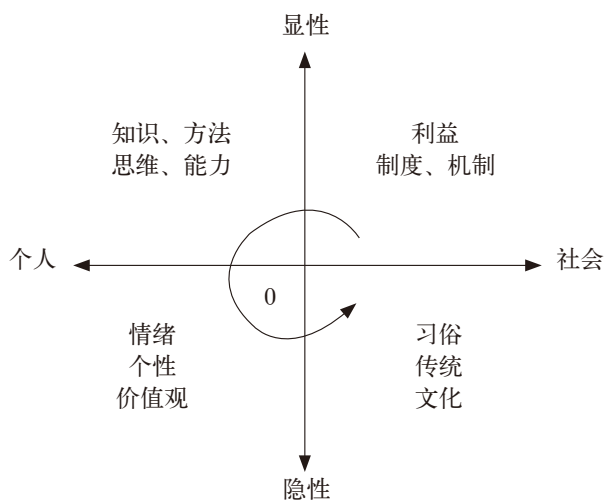 显性
知识、方法
思维、能力
利益
制度、机制
个人
社会
0
情绪
个性
价值观
习俗
传统
文化
隐性